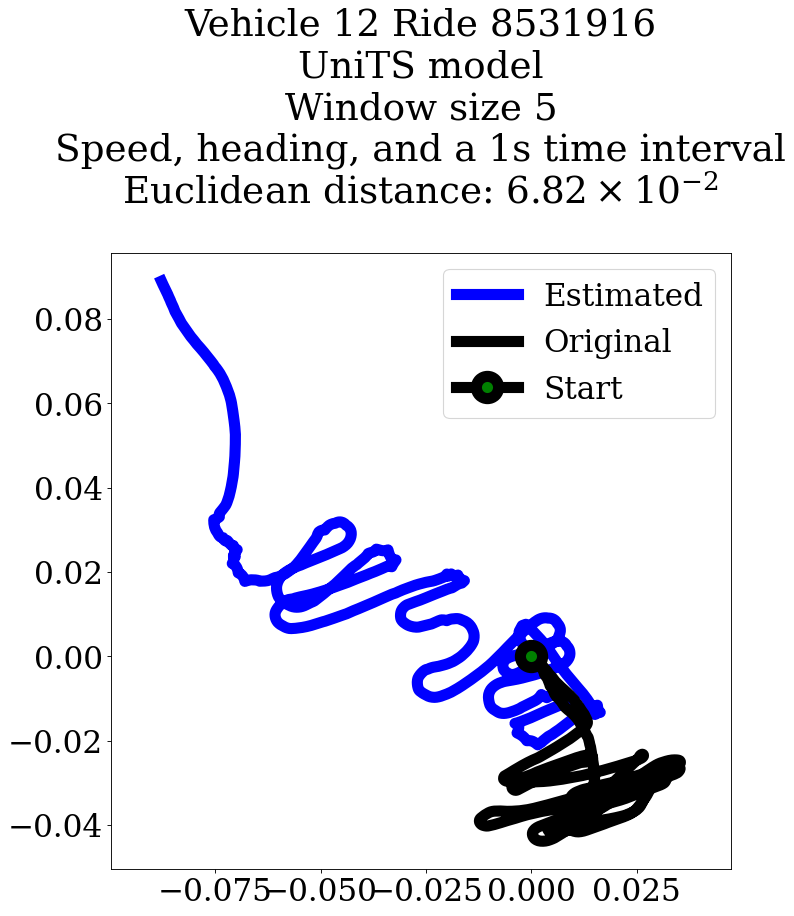 Vehicle 12 Ride 8531916
UniTS model
Window size 5
Speed, heading, and a 1s time interval
Euclidean distance: 6.82 × 10⁻²
Estimated
Original
Start
0.08
0.06
0.04
0.02
0.00
−0.02
−0.04
−0.075 −0.050 −0.025 0.000 0.025